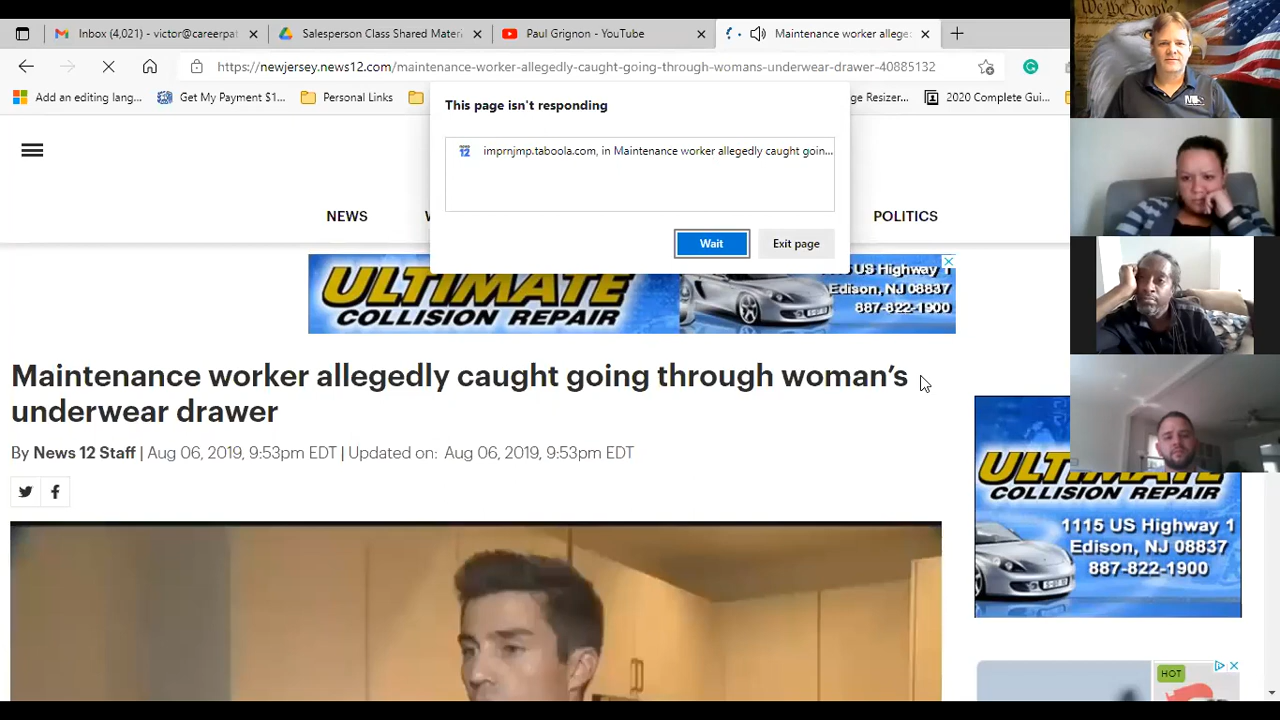 Inbox (4,021) - victor@careerpat
Salesperson Class Shared Mater
Paul Grignon - YouTube
Maintenance worker allege
https://newjersey.news12.com/maintenance-worker-allegedly-caught-going-through-womans-underwear-drawer-40885132
Add an editing lang...
Get My Payment $1...
Personal Links
ge Resizer...
2020 Complete Gui...
This page isn't responding
imprnjmp.taboola.com, in Maintenance worker allegedly caught goin...
Wait
Exit page
NEWS
POLITICS
ULTIMATE
COLLISION REPAIR
US Highway 1
Edison, NJ 08837
887-822-1900
Maintenance worker allegedly caught going through woman's
underwear drawer
By News 12 Staff | Aug 06, 2019, 9:53pm EDT | Updated on: Aug 06, 2019, 9:53pm EDT
ULTIMATE
COLLISION REPAIR
1115 US Highway 1
Edison, NJ 08837
887-822-1900
HOT
We the People